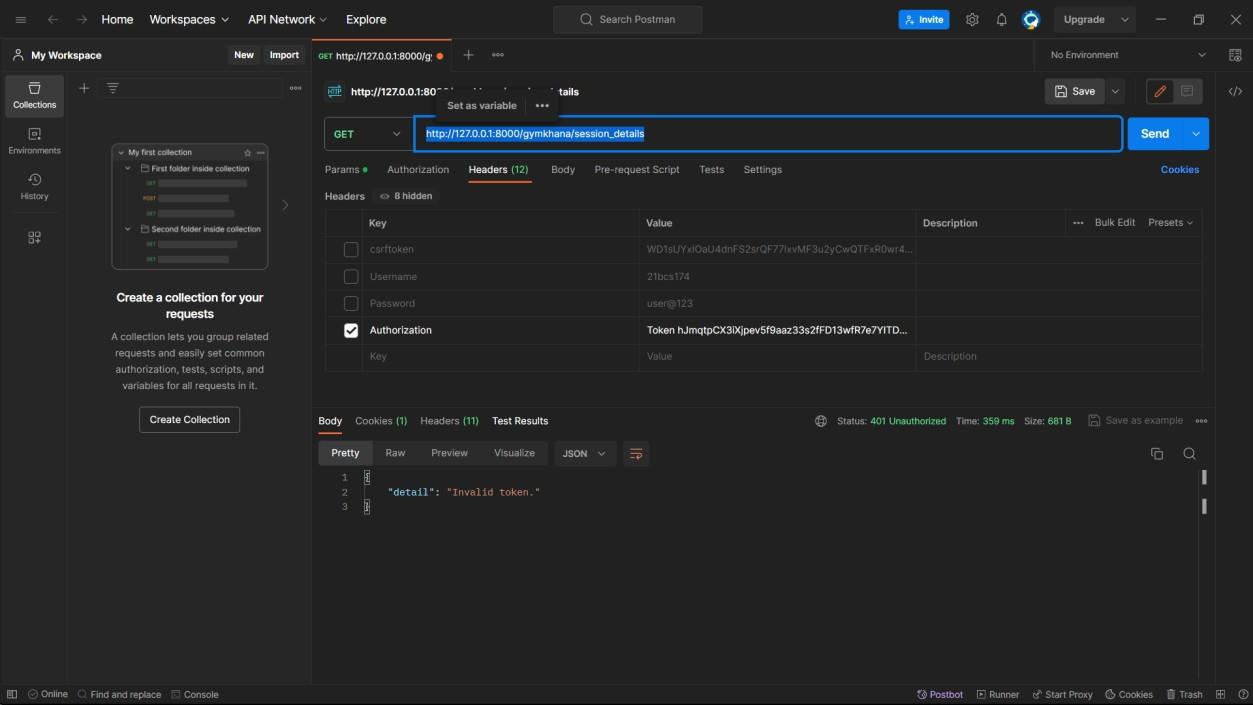 Home Workspaces API Network Explore Search Postman Invite Upgrade
My Workspace New Import GET http://127.0.0.1:8000/gy No Environment
Collections
Environments
History
My first collection
First folder inside collection
GET
POST
GET
Second folder inside collection
GET
GET
Create a collection for your
requests
A collection lets you group related
requests and easily set common
authorization, tests, scripts, and
variables for all requests in it.
Create Collection
HTTP http://127.0.0.1:80 etails Save
Set as variable
GET http://127.0.0.1:8000/gymkhana/session_details Send
Params Authorization Headers (12) Body Pre-request Script Tests Settings Cookies
Headers 8 hidden
Key Value Description Bulk Edit Presets
csrftoken
Username 21bcs174
Password user@123
Authorization
Key Value Description
Body Cookies (1) Headers (11) Test Results Status: 401 Unauthorized Time: 359 ms Size: 681 B Save as example
Pretty Raw Preview Visualize JSON
1 {
2 "detail": "Invalid token."
3 }
Online Find and replace Console Postbot Runner Start Proxy Cookies Trash